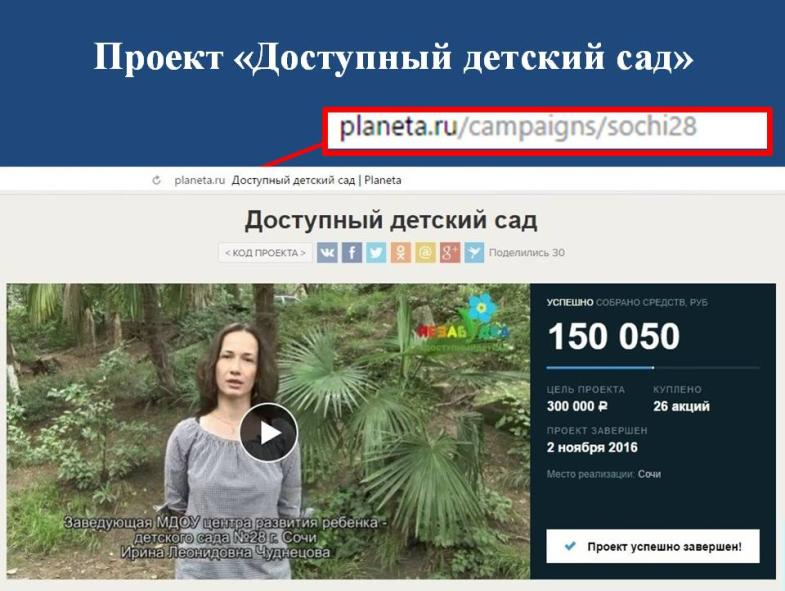 Проект «Доступный детский сад»
planeta.ru/campaigns/sochi28
planeta.ru Доступный детский сад | Planeta
Доступный детский сад
< КОД ПРОЕКТА > Поделились 30
УСПЕШНО СОБРАНО СРЕДСТВ, РУБ
150 050
ЦЕЛЬ ПРОЕКТА КУПЛЕНО
300 000 ₽ 26 акций
ПРОЕКТ ЗАВЕРШЕН
2 ноября 2016
Место реализации: Сочи
Проект успешно завершен!
Заведующая МДОУ центра развития ребенка -
детского сада №28 г. Сочи
Ирина Леонидовна Чуднецова